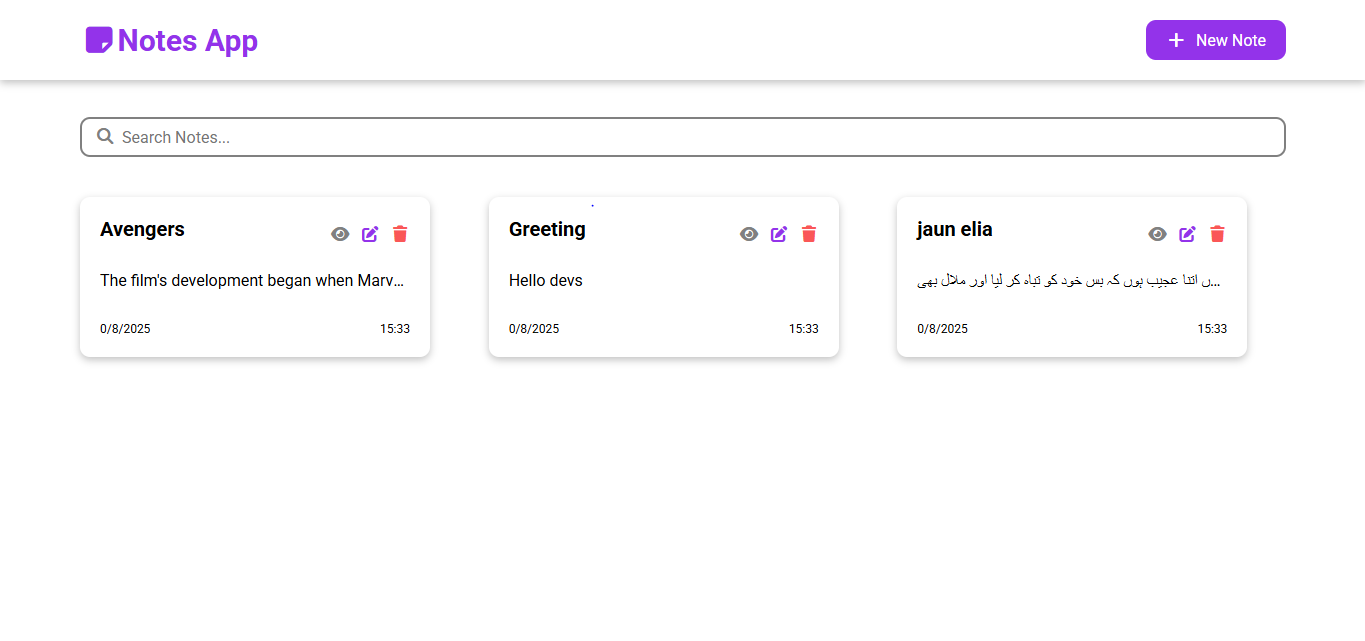 Notes App
New Note
Search Notes...
Avengers
The film's development began when Marv...
0/8/2025 15:33
Greeting
Hello devs
0/8/2025 15:33
jaun elia
...ں اتنا عجیب ہوں کہ بس خود کو تباہ کر لیا اور ملال بھی
0/8/2025 15:33